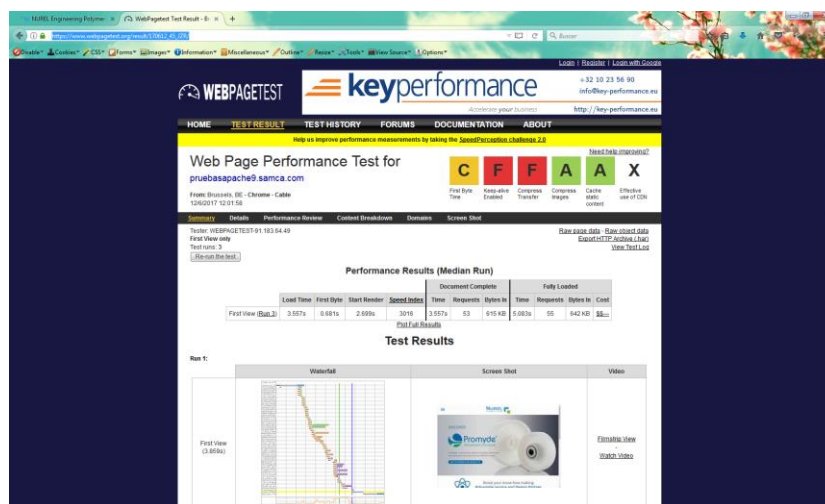 NUREL Engineering Polymer
WebPagetest Test Result - Br
https://www.webpagetest.org/result/170612_45_IZR/
Buscar
Disable Cookies CSS Forms Images Information Miscellaneous Outline Resize Tools View Source Options
Login | Register | Login with Google
WEBPAGETEST
keyperformance
Accelerate your business
+32 10 23 56 90
info@key-performance.eu
http://key-performance.eu
HOME TEST RESULT TEST HISTORY FORUMS DOCUMENTATION ABOUT
Help us improve performance measurements by taking the SpeedPerception challenge 2.0
Need help improving?
Web Page Performance Test for
pruebasapache9.samca.com
From: Brussels, BE - Chrome - Cable
12/6/2017 12:01:58
C F F A A X
First Byte Time
Keep-alive Enabled
Compress Transfer
Compress Images
Cache static content
Effective use of CDN
Summary Details Performance Review Content Breakdown Domains Screen Shot
Tester: WEBPAGETEST-91.183.64.49
First View only
Test runs: 3
Re-run the test
Raw page data - Raw object data
Export HTTP Archive (.har)
View Test Log
Performance Results (Median Run)
Document Complete Fully Loaded
Load Time First Byte Start Render Speed Index Time Requests Bytes In Time Requests Bytes In Cost
First View (Run 3) 3.557s 0.681s 2.699s 3016 3.557s 53 615 KB 5.083s 55 642 KB $$---
Plot Full Results
Test Results
Run 1:
Waterfall Screen Shot Video
First View
(3.859s)
Promyde
Filmstrip View
-
Watch Video